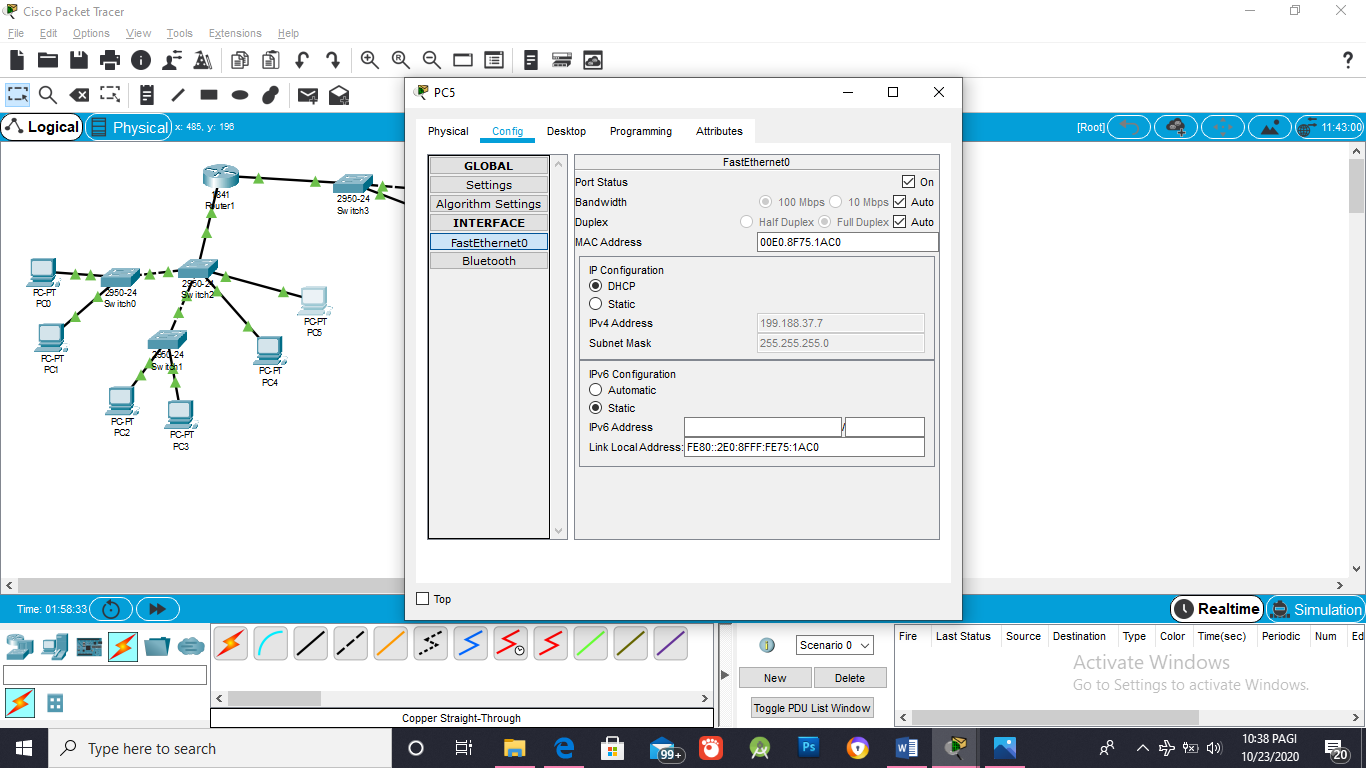 Cisco Packet Tracer
File Edit Options View Tools Extensions Help
Logical Physical x: 485, y: 196 [Root] 11:43:00
1841
Router1
2950-24
Switch3
PC-PT
PC0
2950-24
Switch0
2950-24
Switch2
PC-PT
PC5
PC-PT
PC1
2950-24
Switch1
PC-PT
PC4
PC-PT
PC2
PC-PT
PC3
PC5
Physical Config Desktop Programming Attributes
GLOBAL
Settings
Algorithm Settings
INTERFACE
FastEthernet0
Bluetooth
FastEthernet0
Port Status On
Bandwidth 100 Mbps 10 Mbps Auto
Duplex Half Duplex Full Duplex Auto
MAC Address 00E0.8F75.1AC0
IP Configuration
DHCP
Static
IPv4 Address 199.188.37.7
Subnet Mask 255.255.255.0
IPv6 Configuration
Automatic
Static
IPv6 Address /
Link Local Address: FE80::2E0:8FFF:FE75:1AC0
Top
Time: 01:58:33 Realtime Simulation
Copper Straight-Through
Scenario 0
New Delete
Toggle PDU List Window
Fire Last Status Source Destination Type Color Time(sec) Periodic Num Ed
Activate Windows
Go to Settings to activate Windows.
Type here to search
99+
Ps
10:38 PAGI
10/23/2020
20